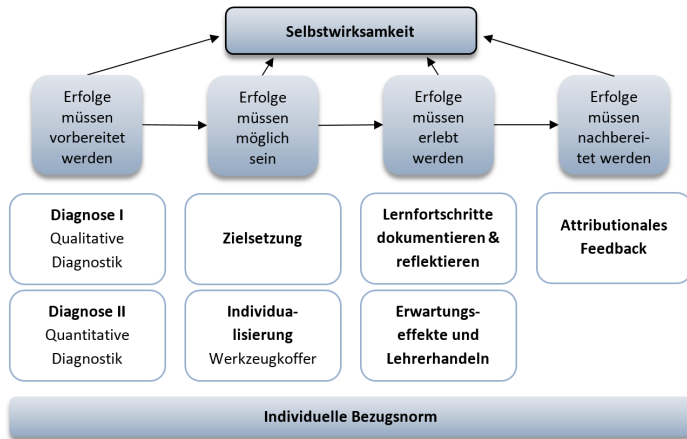 Selbstwirksamkeit
Erfolge
müssen
vorbereitet
werden
Erfolge
müssen
möglich
sein
Erfolge
müssen
erlebt
werden
Erfolge
müssen
nachberei-
tet werden
Diagnose I
Qualitative
Diagnostik
Zielsetzung
Lernfortschritte
dokumentieren &
reflektieren
Attributionales
Feedback
Diagnose II
Quantitative
Diagnostik
Individua-
lisierung
Werkzeugkoffer
Erwartungs-
effekte und
Lehrerhandeln
Individuelle Bezugsnorm